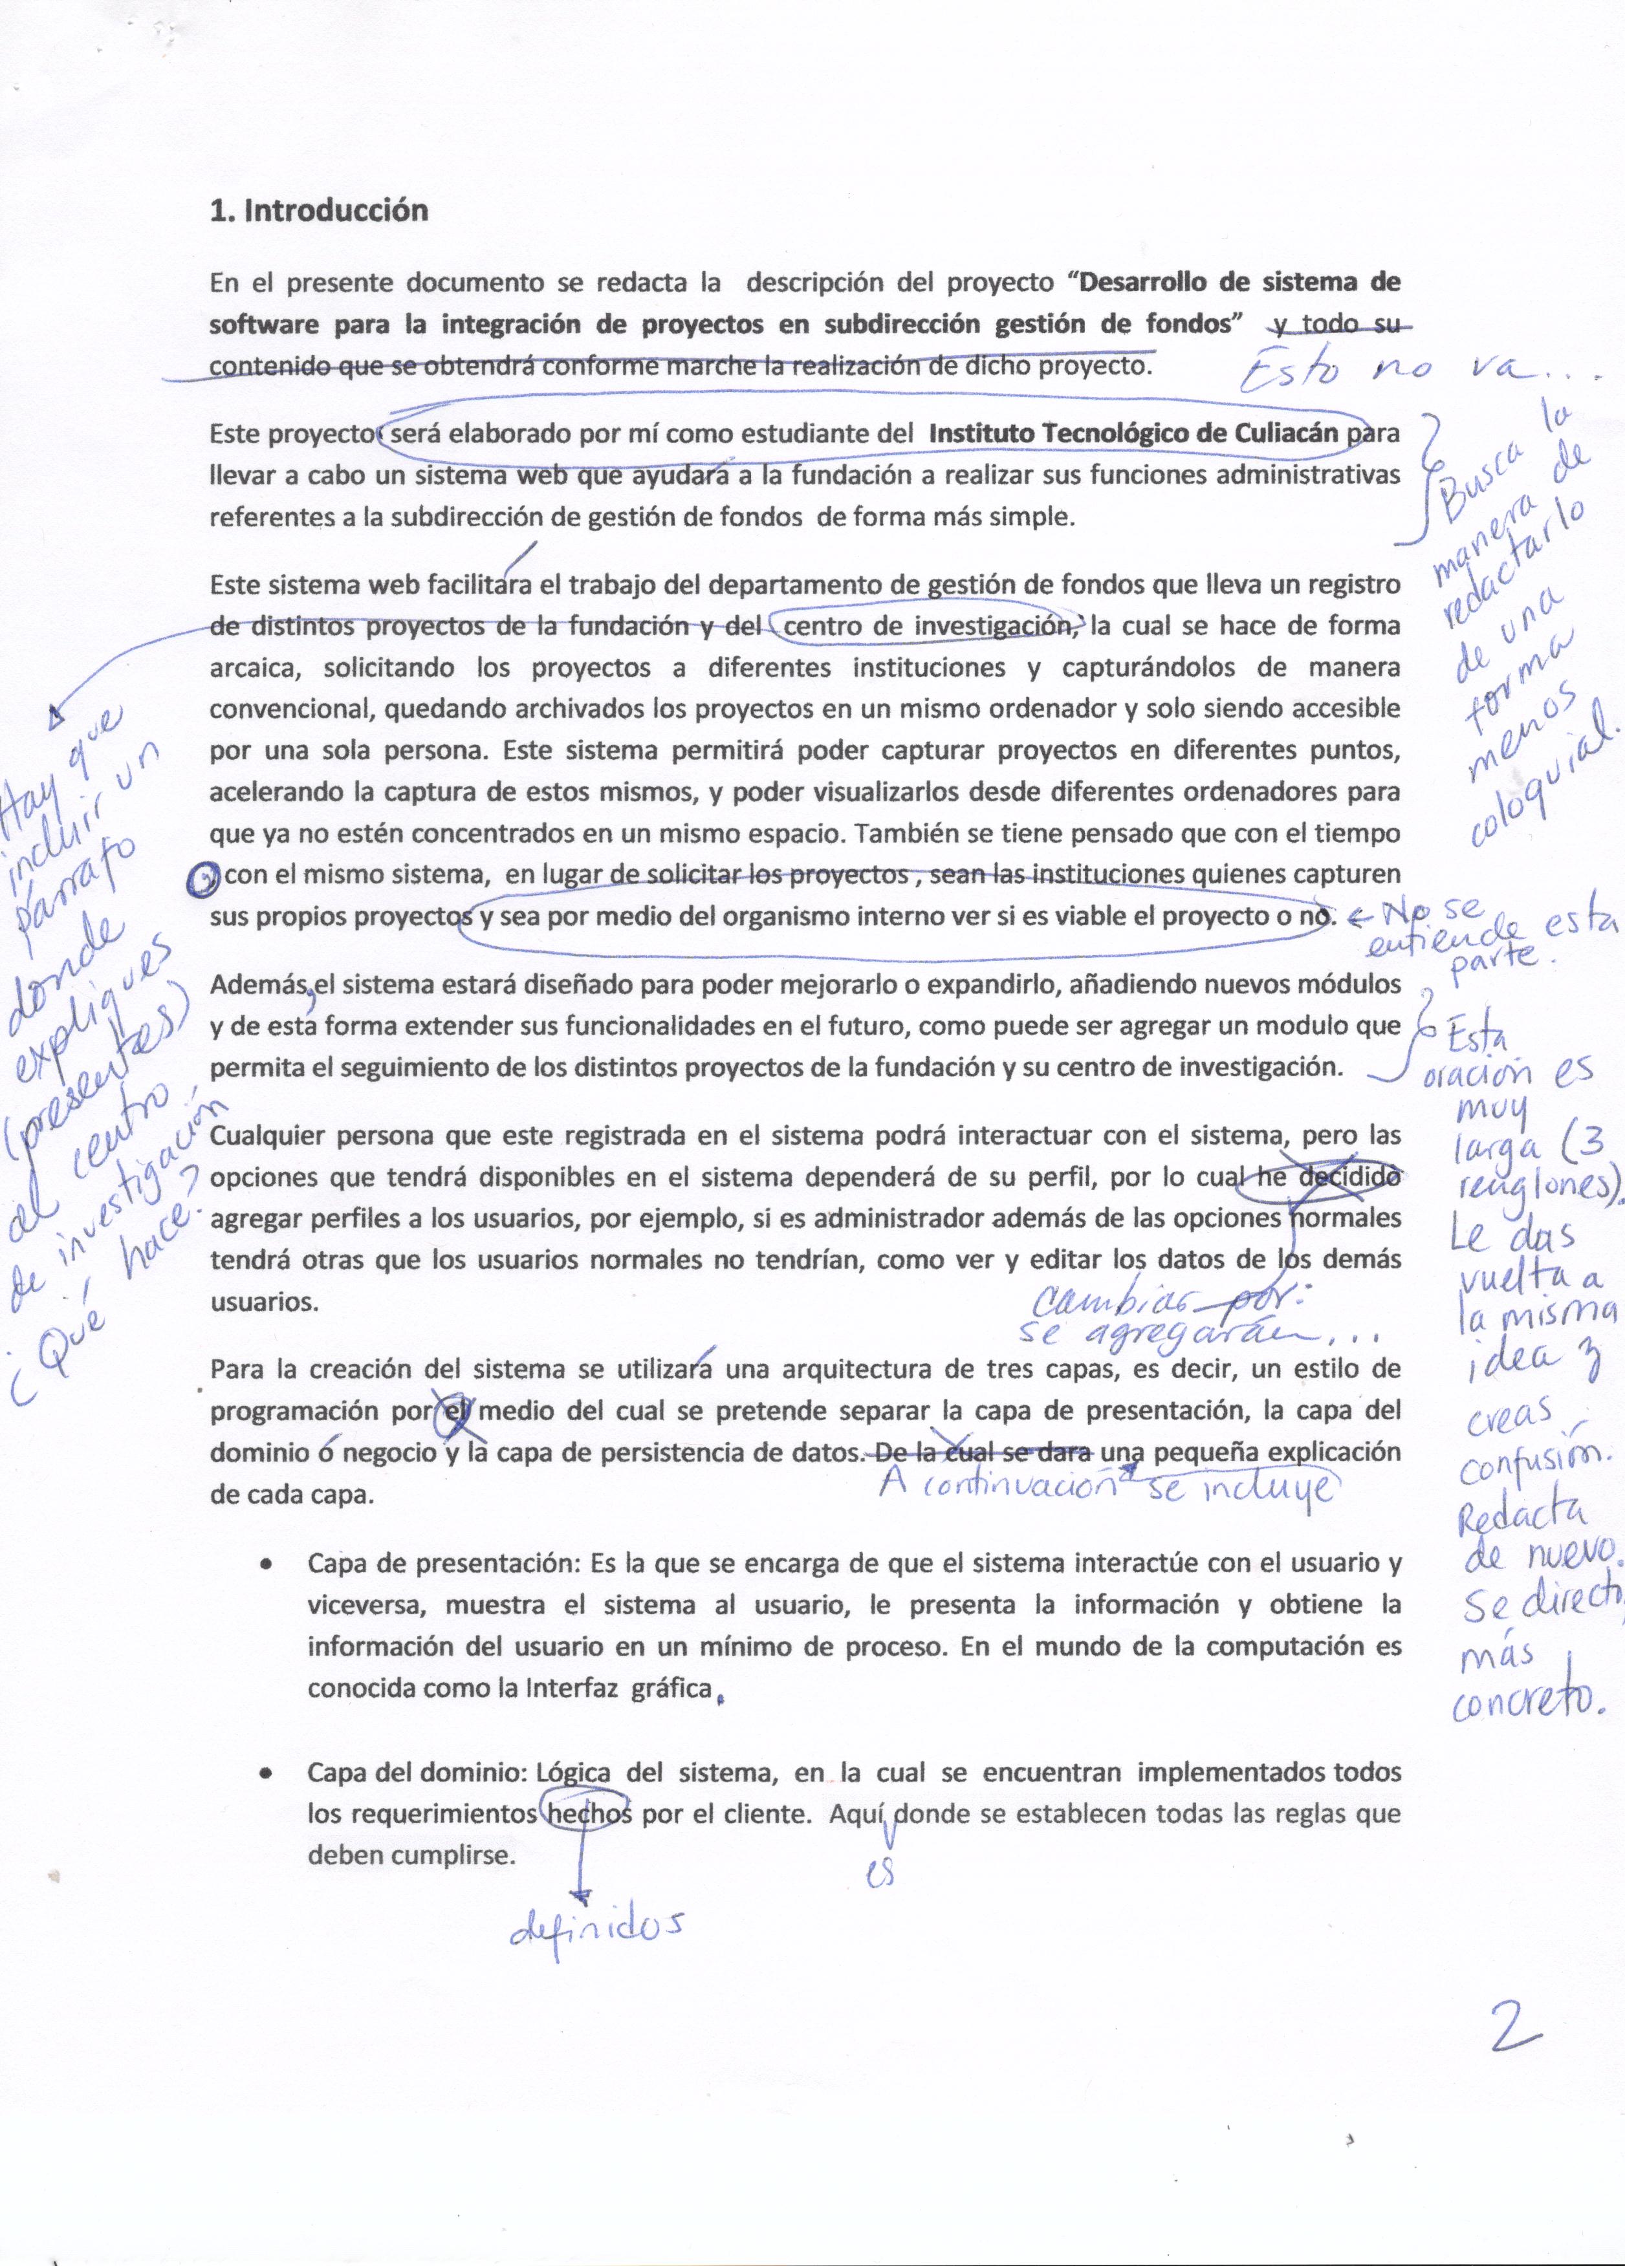 1. Introducción
En el presente documento se redacta la descripción del proyecto “Desarrollo de sistema de
software para la integración de proyectos en subdirección gestión de fondos” y todo su
contenido que se obtendrá conforme marche la realización de dicho proyecto.
Esto no va...
Este proyecto será elaborado por mí como estudiante del Instituto Tecnológico de Culiacán para
llevar a cabo un sistema web que ayudará a la fundación a realizar sus funciones administrativas
referentes a la subdirección de gestión de fondos de forma más simple.
Busca la
manera de
redactarlo
de una
forma
menos
coloquial.
Este sistema web facilitára el trabajo del departamento de gestión de fondos que lleva un registro
de distintos proyectos de la fundación y del centro de investigación, la cual se hace de forma
arcaica, solicitando los proyectos a diferentes instituciones y capturándolos de manera
convencional, quedando archivados los proyectos en un mismo ordenador y solo siendo accesible
por una sola persona. Este sistema permitirá poder capturar proyectos en diferentes puntos,
acelerando la captura de estos mismos, y poder visualizarlos desde diferentes ordenadores para
que ya no estén concentrados en un mismo espacio. También se tiene pensado que con el tiempo
, con el mismo sistema, en lugar de solicitar los proyectos , sean las instituciones quienes capturen
sus propios proyectos y sea por medio del organismo interno ver si es viable el proyecto o no.
← No se
entiende esta
parte.
Hay que
incluir un
párrafo
donde
expliques
(presentes)
al centro
de investigación
¿Qué hace?
Además, el sistema estará diseñado para poder mejorarlo o expandirlo, añadiendo nuevos módulos
y de esta forma extender sus funcionalidades en el futuro, como puede ser agregar un modulo que
permita el seguimiento de los distintos proyectos de la fundación y su centro de investigación.
Esta
oración es
muy
larga (3
renglones).
Le das
vuelta a
la misma
idea y
creas
confusión.
Redacta
de nuevo.
Se directo,
más
concreto.
Cualquier persona que este registrada en el sistema podrá interactuar con el sistema, pero las
opciones que tendrá disponibles en el sistema dependerá de su perfil, por lo cual he decidido
agregar perfiles a los usuarios, por ejemplo, si es administrador además de las opciones normales
tendrá otras que los usuarios normales no tendrían, como ver y editar los datos de los demás
usuarios.
Cambiar por:
se agregarán...
Para la creación del sistema se utilizará una arquitectura de tres capas, es decir, un estilo de
programación por el medio del cual se pretende separar la capa de presentación, la capa del
dominio ó negocio y la capa de persistencia de datos. De la cual se dara una pequeña explicación
A continuación se incluye
de cada capa.
• Capa de presentación: Es la que se encarga de que el sistema interactúe con el usuario y
viceversa, muestra el sistema al usuario, le presenta la información y obtiene la
información del usuario en un mínimo de proceso. En el mundo de la computación es
conocida como la Interfaz gráfica.
• Capa del dominio: Lógica del sistema, en la cual se encuentran implementados todos
los requerimientos hechos por el cliente. Aquí donde se establecen todas las reglas que
deben cumplirse.
es
definidos
2